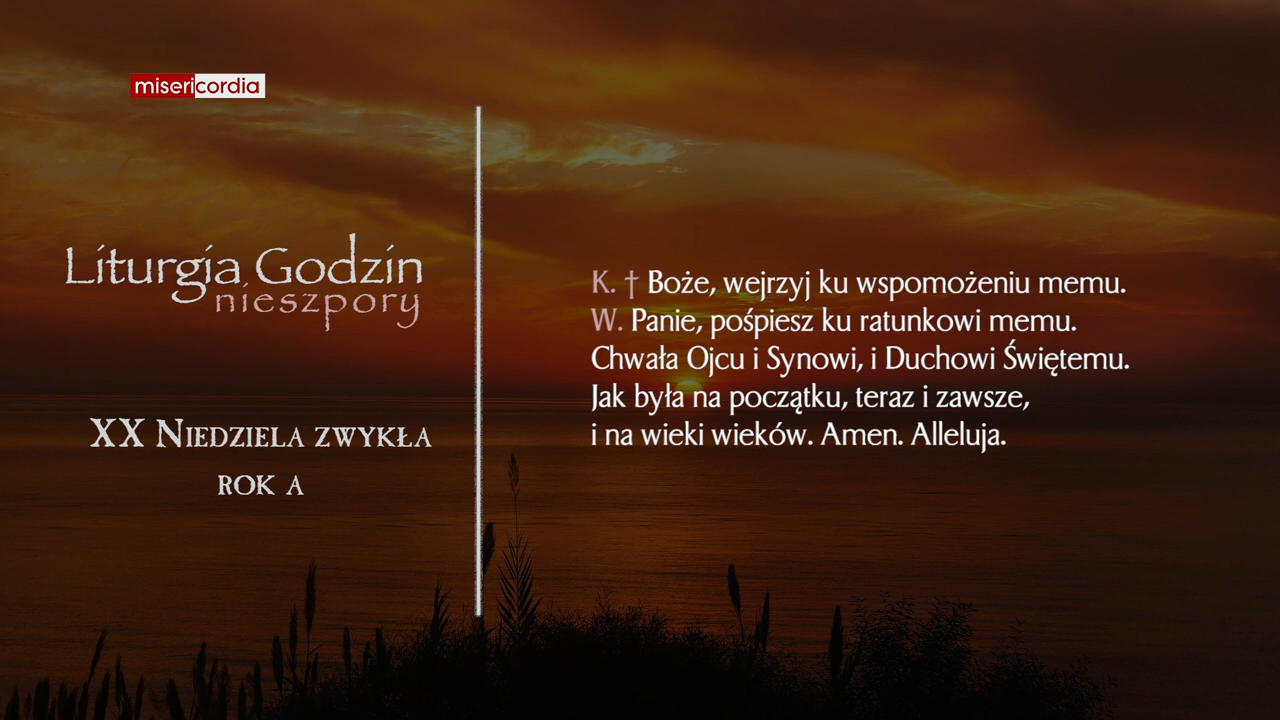 misericordia
Liturgia Godzin
nieszpory
XX Niedziela zwykła
rok A
K. † Boże, wejrzyj ku wspomożeniu memu.
W. Panie, pośpiesz ku ratunkowi memu.
Chwała Ojcu i Synowi, i Duchowi Świętemu.
Jak była na początku, teraz i zawsze,
i na wieki wieków. Amen. Alleluja.